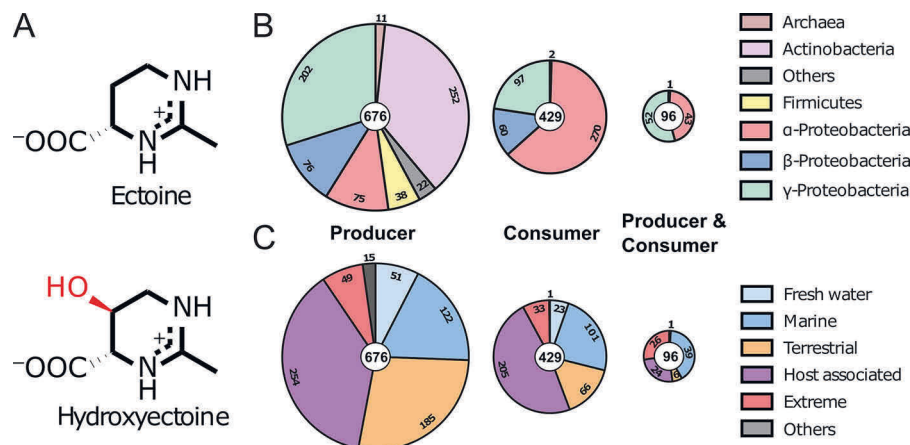 A
NH
+
⁻OOC
N
H
Ectoine
HO
NH
+
⁻OOC
N
H
Hydroxyectoine
B
11
252
22
38
75
76
202
676
2
270
60
97
429
1
43
52
96
Archaea
Actinobacteria
Others
Firmicutes
α-Proteobacteria
β-Proteobacteria
γ-Proteobacteria
Producer
Consumer
Producer &
Consumer
C
15
51
122
185
254
49
676
1
23
101
66
205
33
429
1
39
6
24
26
96
Fresh water
Marine
Terrestrial
Host associated
Extreme
Others